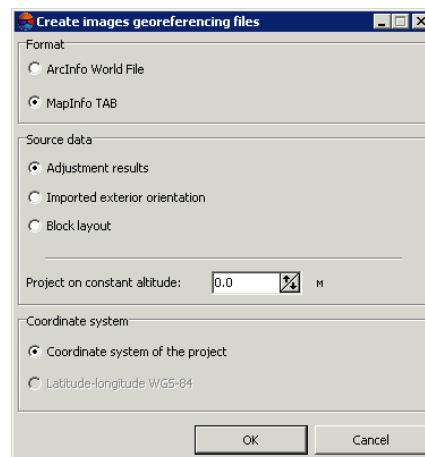 Create images georeferencing files
Format
ArcInfo World File
MapInfo TAB
Source data
Adjustment results
Imported exterior orientation
Block layout
Project on constant altitude: 0.0 м
Coordinate system
Coordinate system of the project
Latitude-longitude WGS-84
OK Cancel